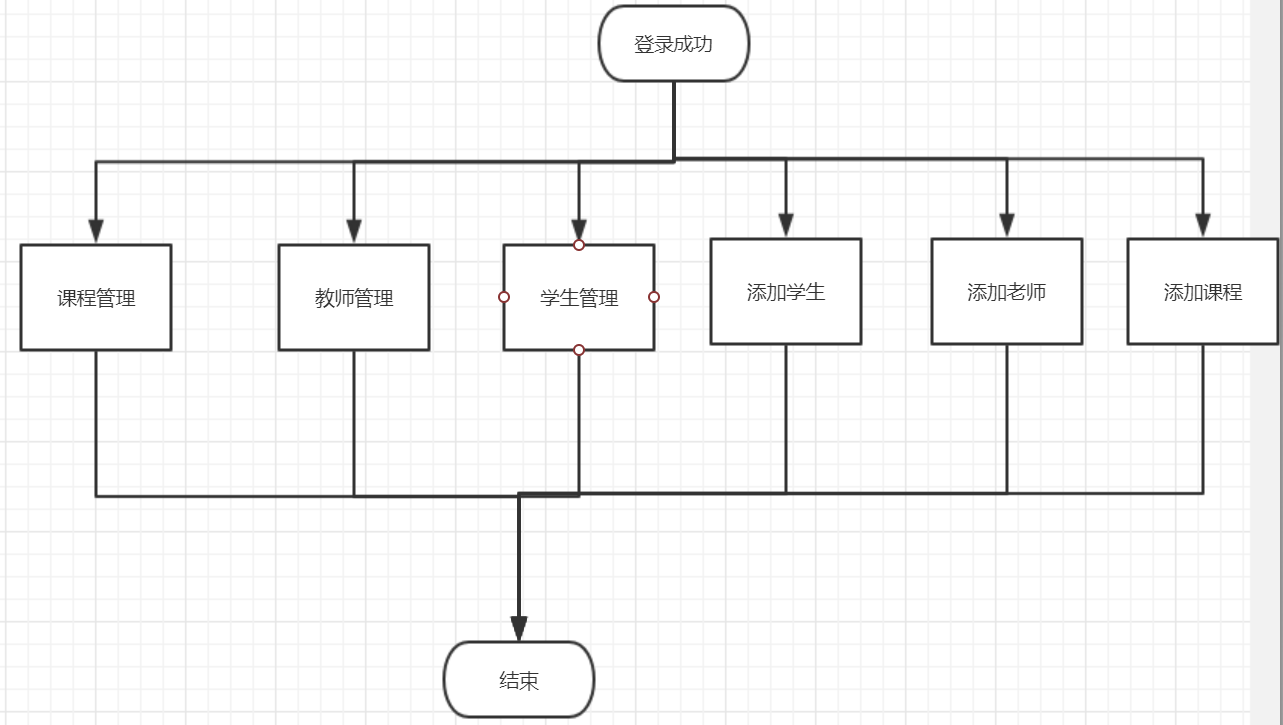 登录成功
课程管理
教师管理
学生管理
添加学生
添加老师
添加课程
结束